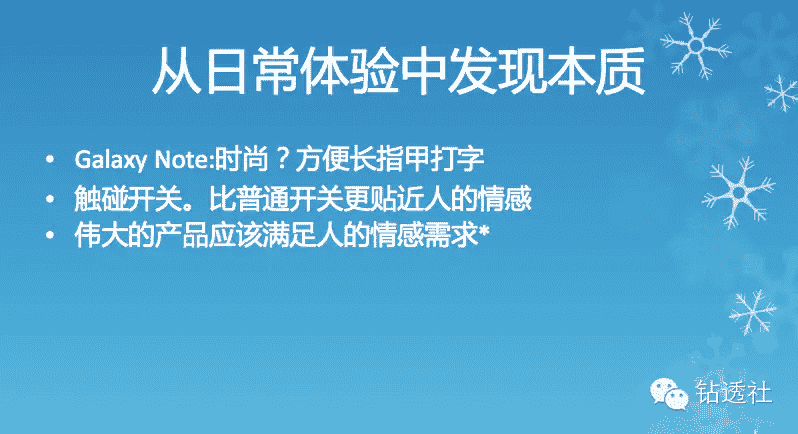 从日常体验中发现本质
• Galaxy Note:时尚？方便长指甲打字
• 触碰开关。比普通开关更贴近人的情感
• 伟大的产品应该满足人的情感需求*
钻透社